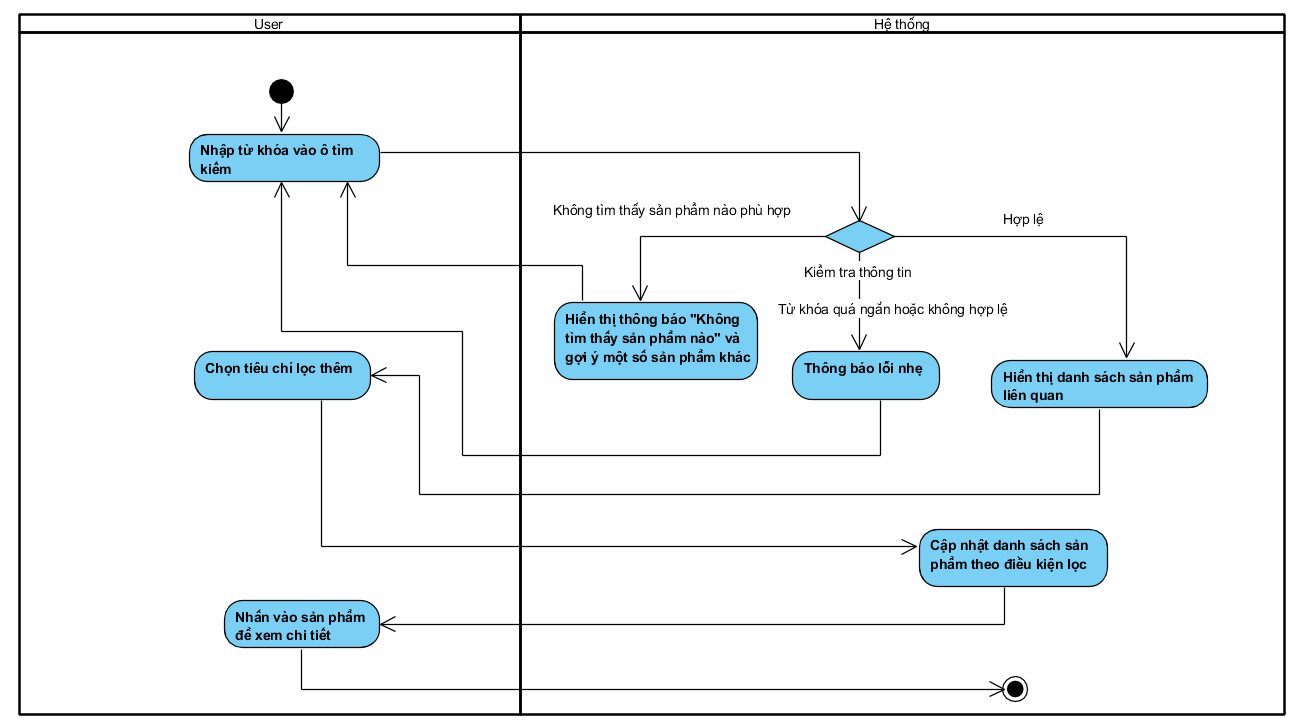 User
Hệ thống
Nhập từ khóa vào ô tìm
kiếm
Không tìm thấy sản phẩm nào phù hợp
Hợp lệ
Kiểm tra thông tin
Từ khóa quá ngắn hoặc không hợp lệ
Hiển thị thông báo "Không
tìm thấy sản phẩm nào" và
gợi ý một số sản phẩm khác
Chọn tiêu chí lọc thêm
Thông báo lỗi nhẹ
Hiển thị danh sách sản phẩm
liên quan
Cập nhật danh sách sản
phẩm theo điều kiện lọc
Nhấn vào sản phẩm
để xem chi tiết